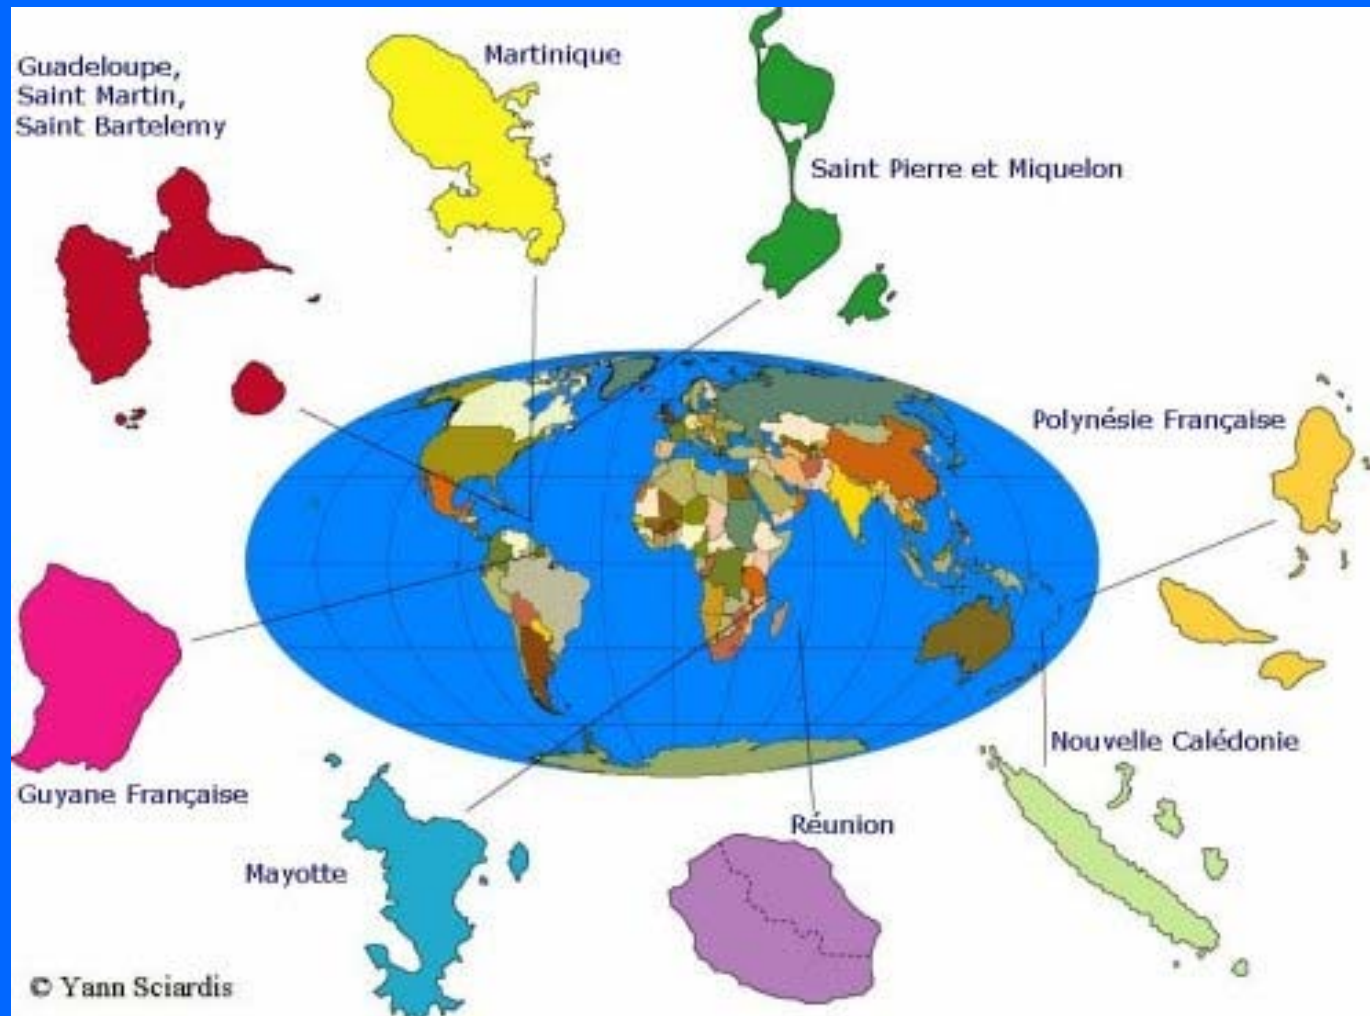 Guadeloupe,
Saint Martin,
Saint Bartelemy
Martinique
Saint Pierre et Miquelon
Polynésie Française
Guyane Française
Nouvelle Calédonie
Mayotte
Réunion
© Yann Sciardis